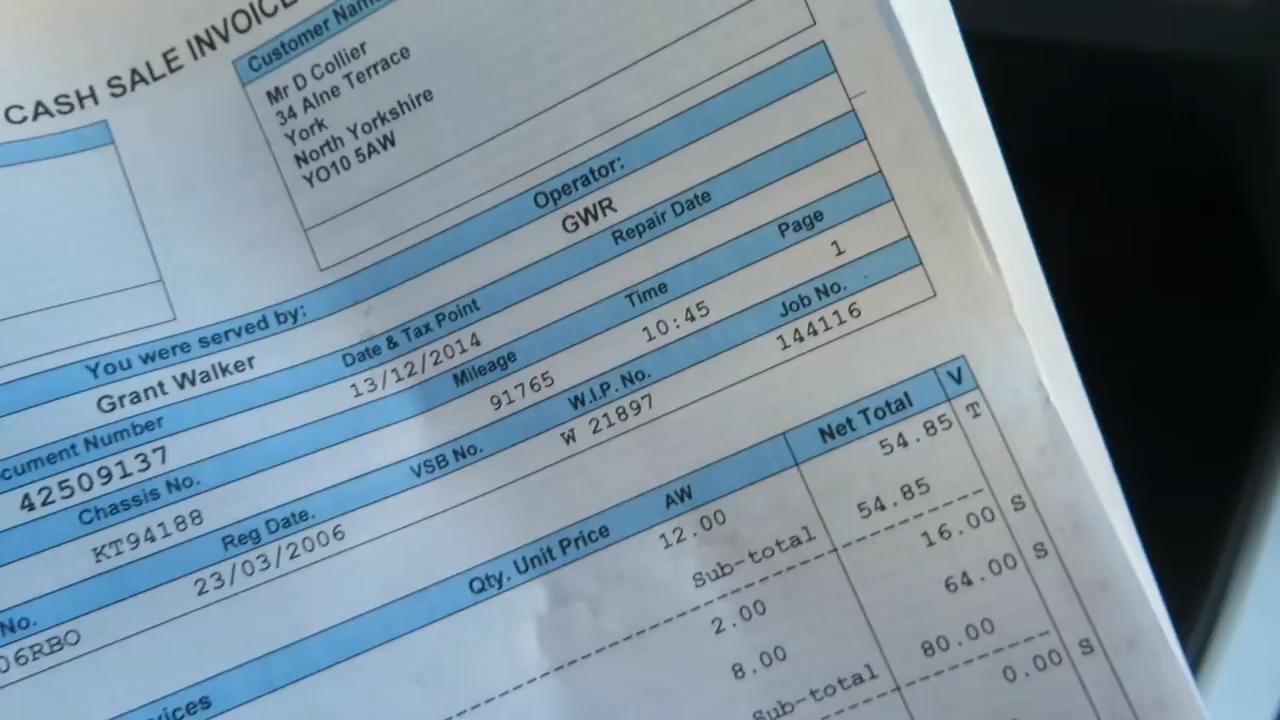 CASH SALE INVOICE
Customer Name
Mr D Collier
34 Alne Terrace
York
North Yorkshire
YO10 5AW
You were served by: Operator:
Grant Walker GWR
Document Number Date & Tax Point Repair Date
42509137 13/12/2014
Chassis No. Mileage Time Page
KT94188 91765 10:45 1
No. Reg Date. VSB No. W.I.P. No. Job No.
06RBO 23/03/2006 W 21897 144116
Qty. Unit Price AW Net Total V
12.00 54.85 T
Sub-total 54.85
2.00 16.00 S
8.00 64.00 S
Sub-total 80.00
0.00 S